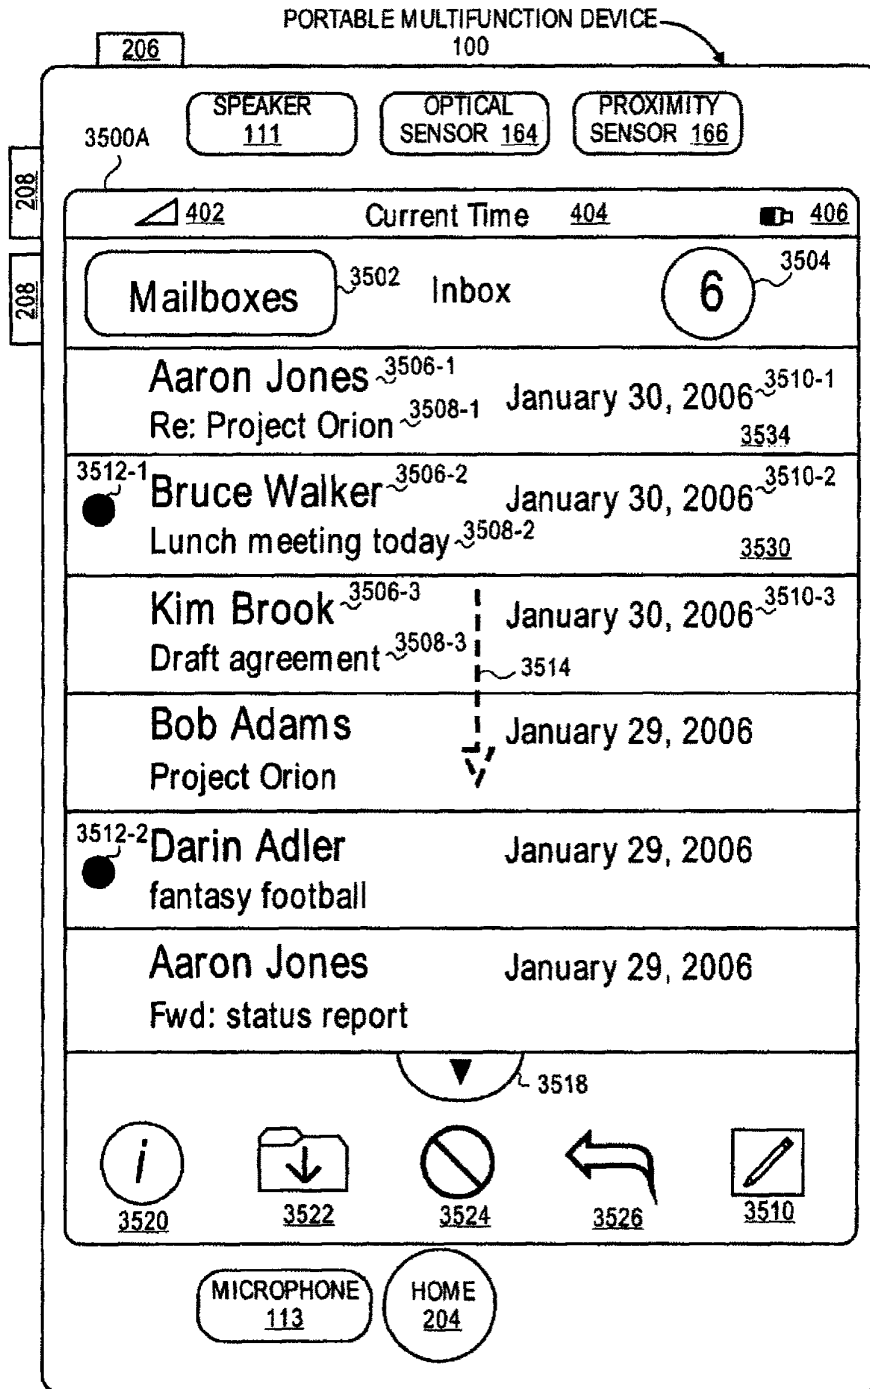 PORTABLE MULTIFUNCTION DEVICE
100
206
SPEAKER
111
OPTICAL
SENSOR 164
PROXIMITY
SENSOR 166
3500A
208
208
402
Current Time 404
406
Mailboxes 3502
Inbox
6 3504
Aaron Jones 3506-1
January 30, 2006 3510-1
Re: Project Orion 3508-1
3534
3512-1
Bruce Walker 3506-2
January 30, 2006 3510-2
Lunch meeting today 3508-2
3530
Kim Brook 3506-3
January 30, 2006 3510-3
Draft agreement 3508-3
3514
Bob Adams
January 29, 2006
Project Orion
3512-2
Darin Adler
January 29, 2006
fantasy football
Aaron Jones
January 29, 2006
Fwd: status report
3518
i
3520
3522
3524
3526
3510
MICROPHONE
113
HOME
204